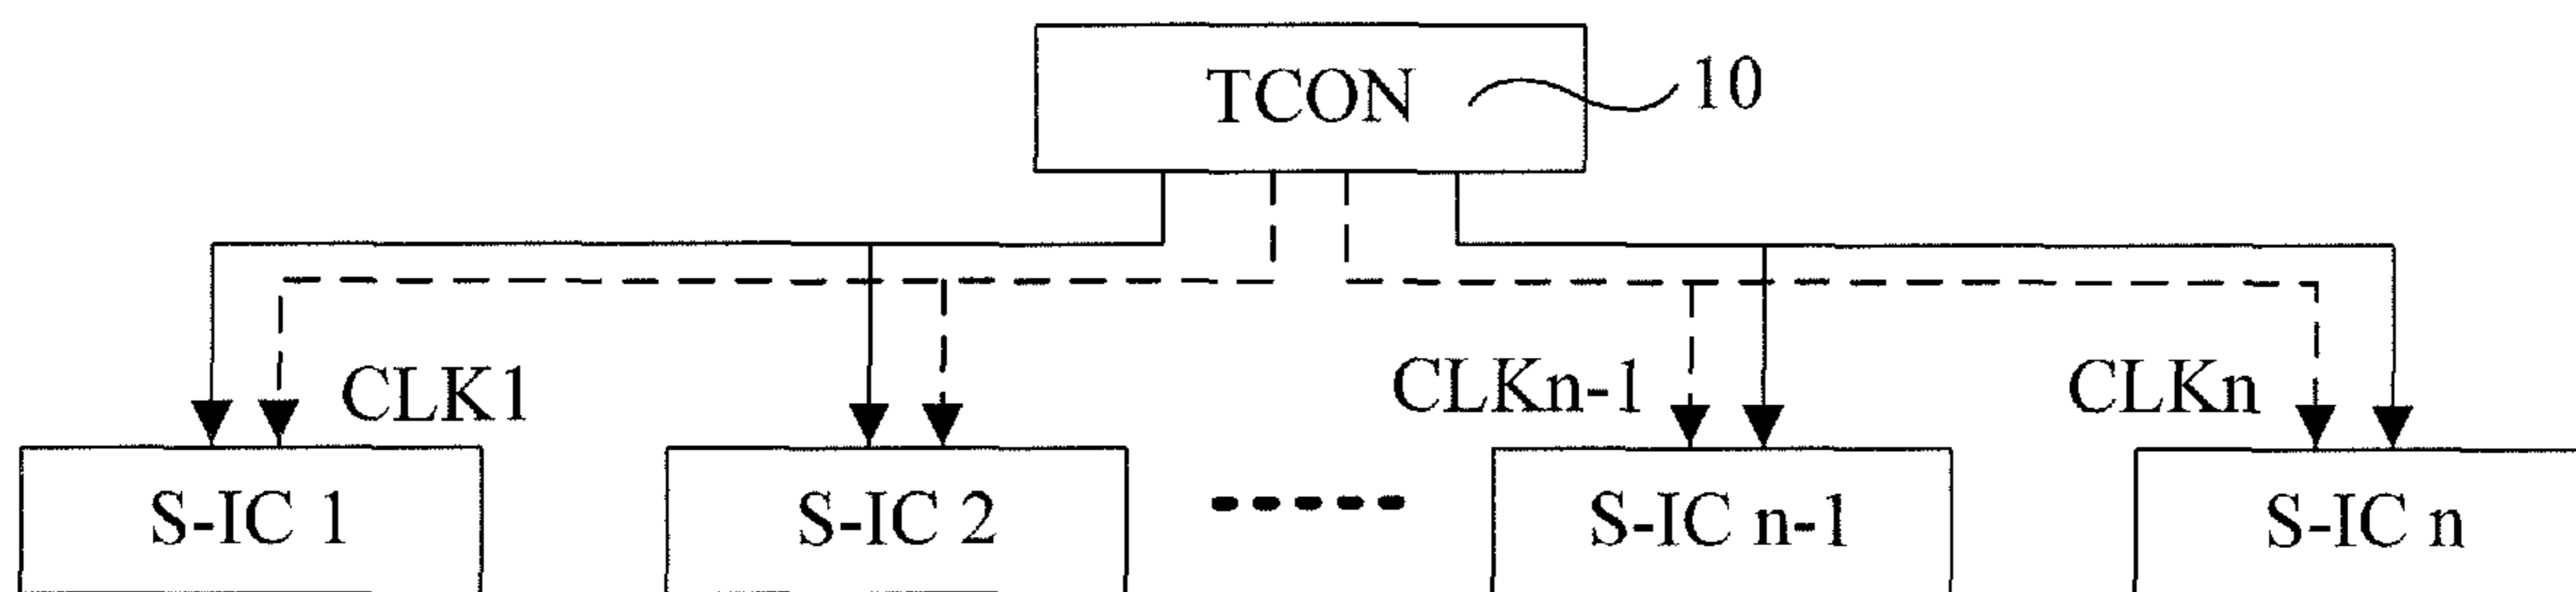 TCON
10
CLK1
CLKn-1
CLKn
S-IC 1
S-IC 2
S-IC n-1
S-IC n